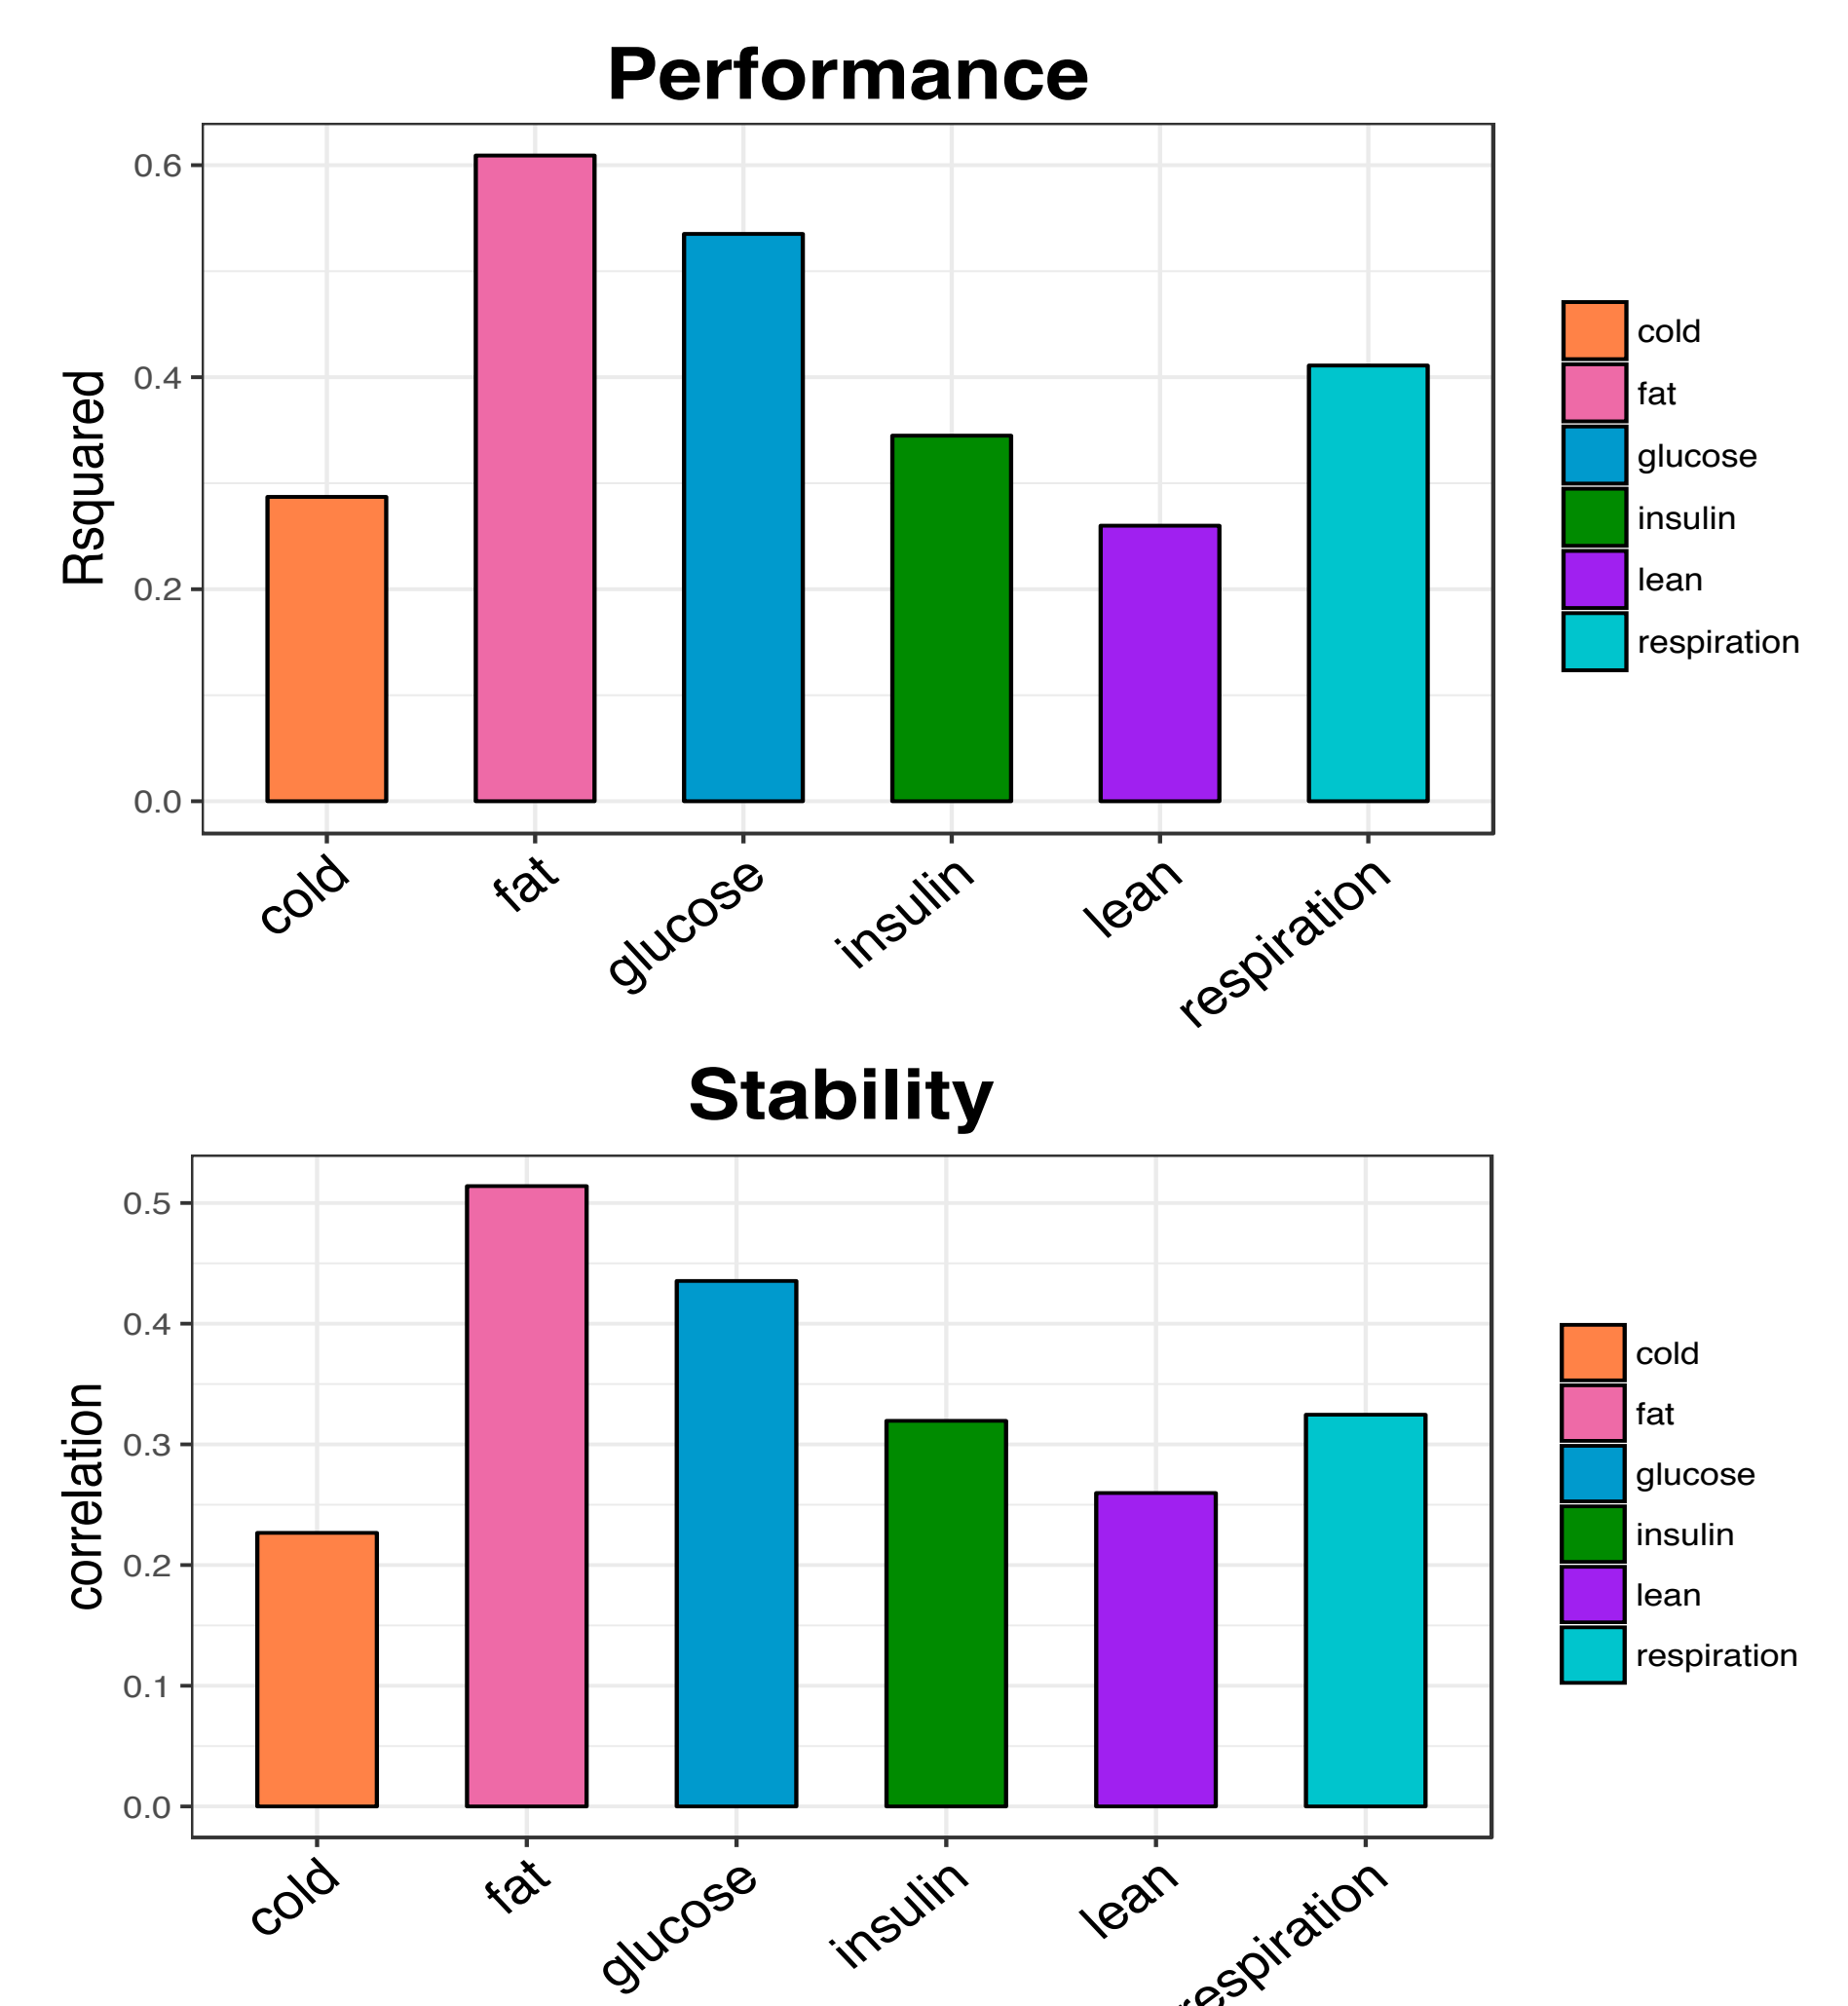 Performance
Rsquared
0.6
0.4
0.2
0.0
cold
fat
glucose
insulin
lean
respiration
cold
fat
glucose
insulin
lean
respiration
Stability
correlation
0.5
0.4
0.3
0.2
0.1
0.0
cold
fat
glucose
insulin
lean
respiration
cold
fat
glucose
insulin
lean
respiration